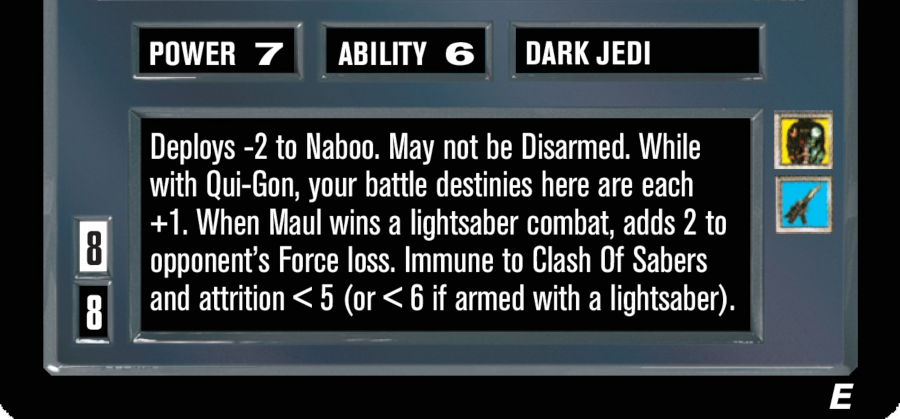 POWER 7 ABILITY 6 DARK JEDI
Deploys -2 to Naboo. May not be Disarmed. While
with Qui-Gon, your battle destinies here are each
+1. When Maul wins a lightsaber combat, adds 2 to
opponent's Force loss. Immune to Clash Of Sabers
and attrition < 5 (or < 6 if armed with a lightsaber).
8
8
E